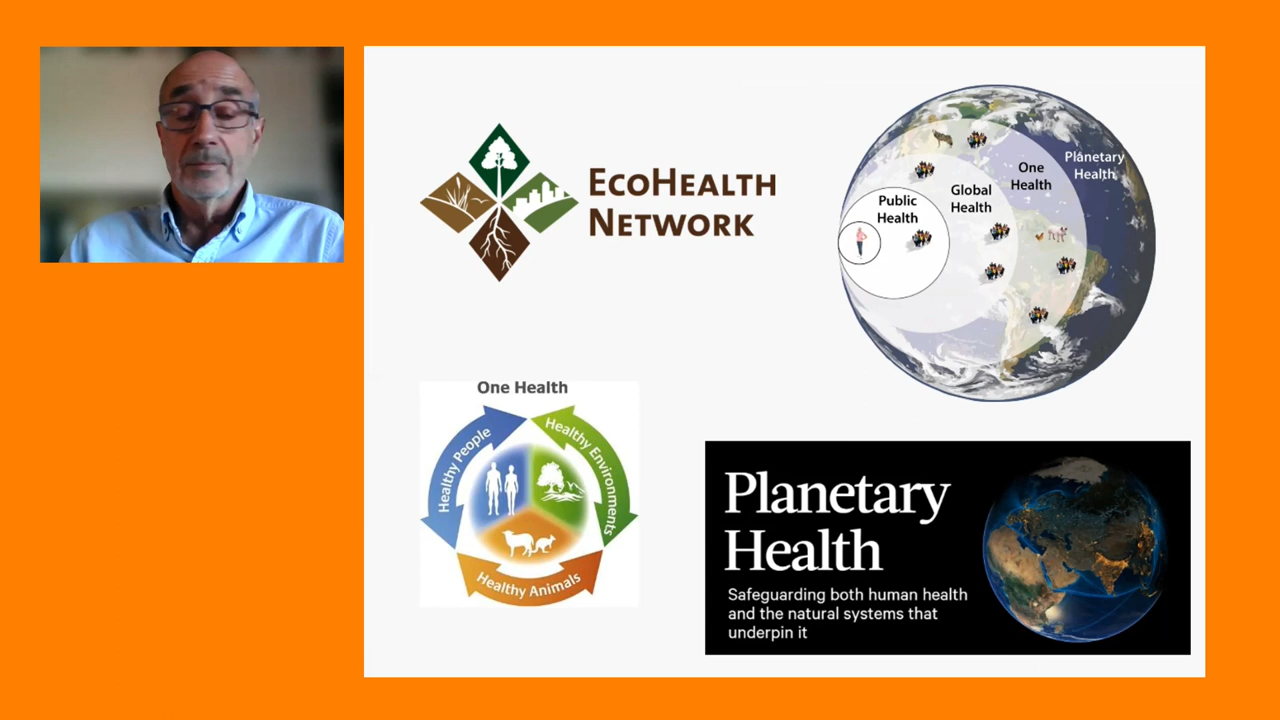 ECOHEALTH
NETWORK
Public
Health
Global
Health
One
Health
Planetary
Health
One Health
Healthy People
Healthy Environments
Healthy Animals
Planetary
Health
Safeguarding both human health
and the natural systems that
underpin it